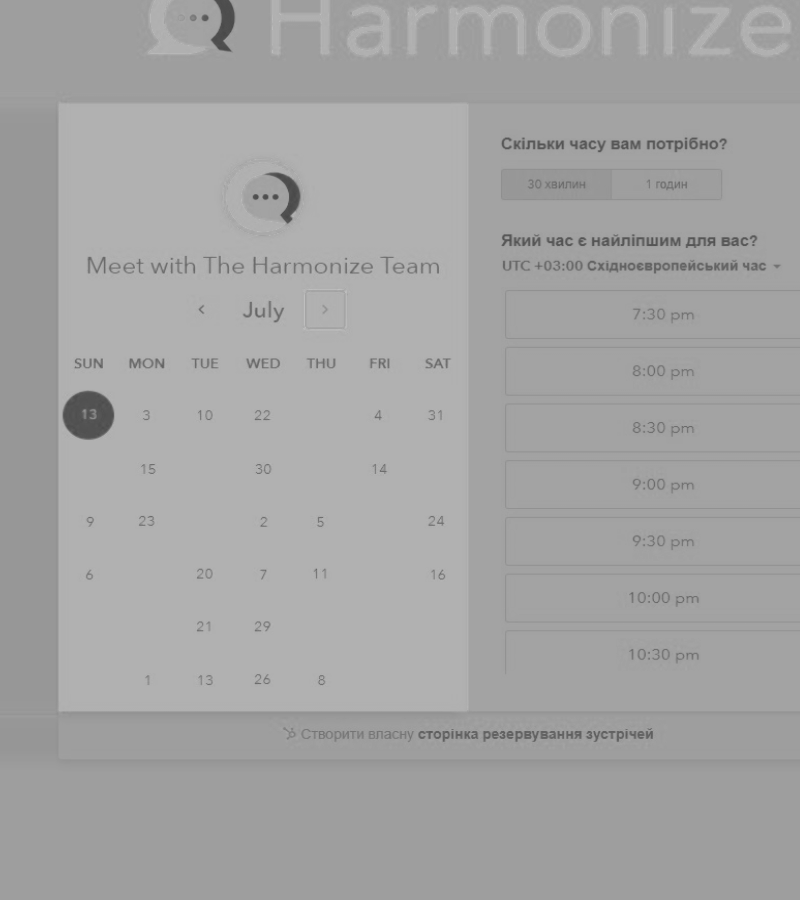 Harmonize
Meet with The Harmonize Team
July
SUN MON TUE WED THU FRI SAT
13 3 10 22 4 31
15 30 14
9 23 2 5 24
6 20 7 11 16
21 29
1 13 26 8
Скільки часу вам потрібно?
30 хвилин 1 годин
Який час є найліпшим для вас?
UTC +03:00 Східноєвропейський час
7:30 pm
8:00 pm
8:30 pm
9:00 pm
9:30 pm
10:00 pm
10:30 pm
Створити власну сторінка резервування зустрічей